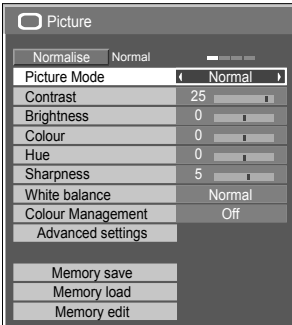 Picture
Normalise Normal
Picture Mode Normal
Contrast 25
Brightness 0
Colour 0
Hue 0
Sharpness 5
White balance Normal
Colour Management Off
Advanced settings
Memory save
Memory load
Memory edit